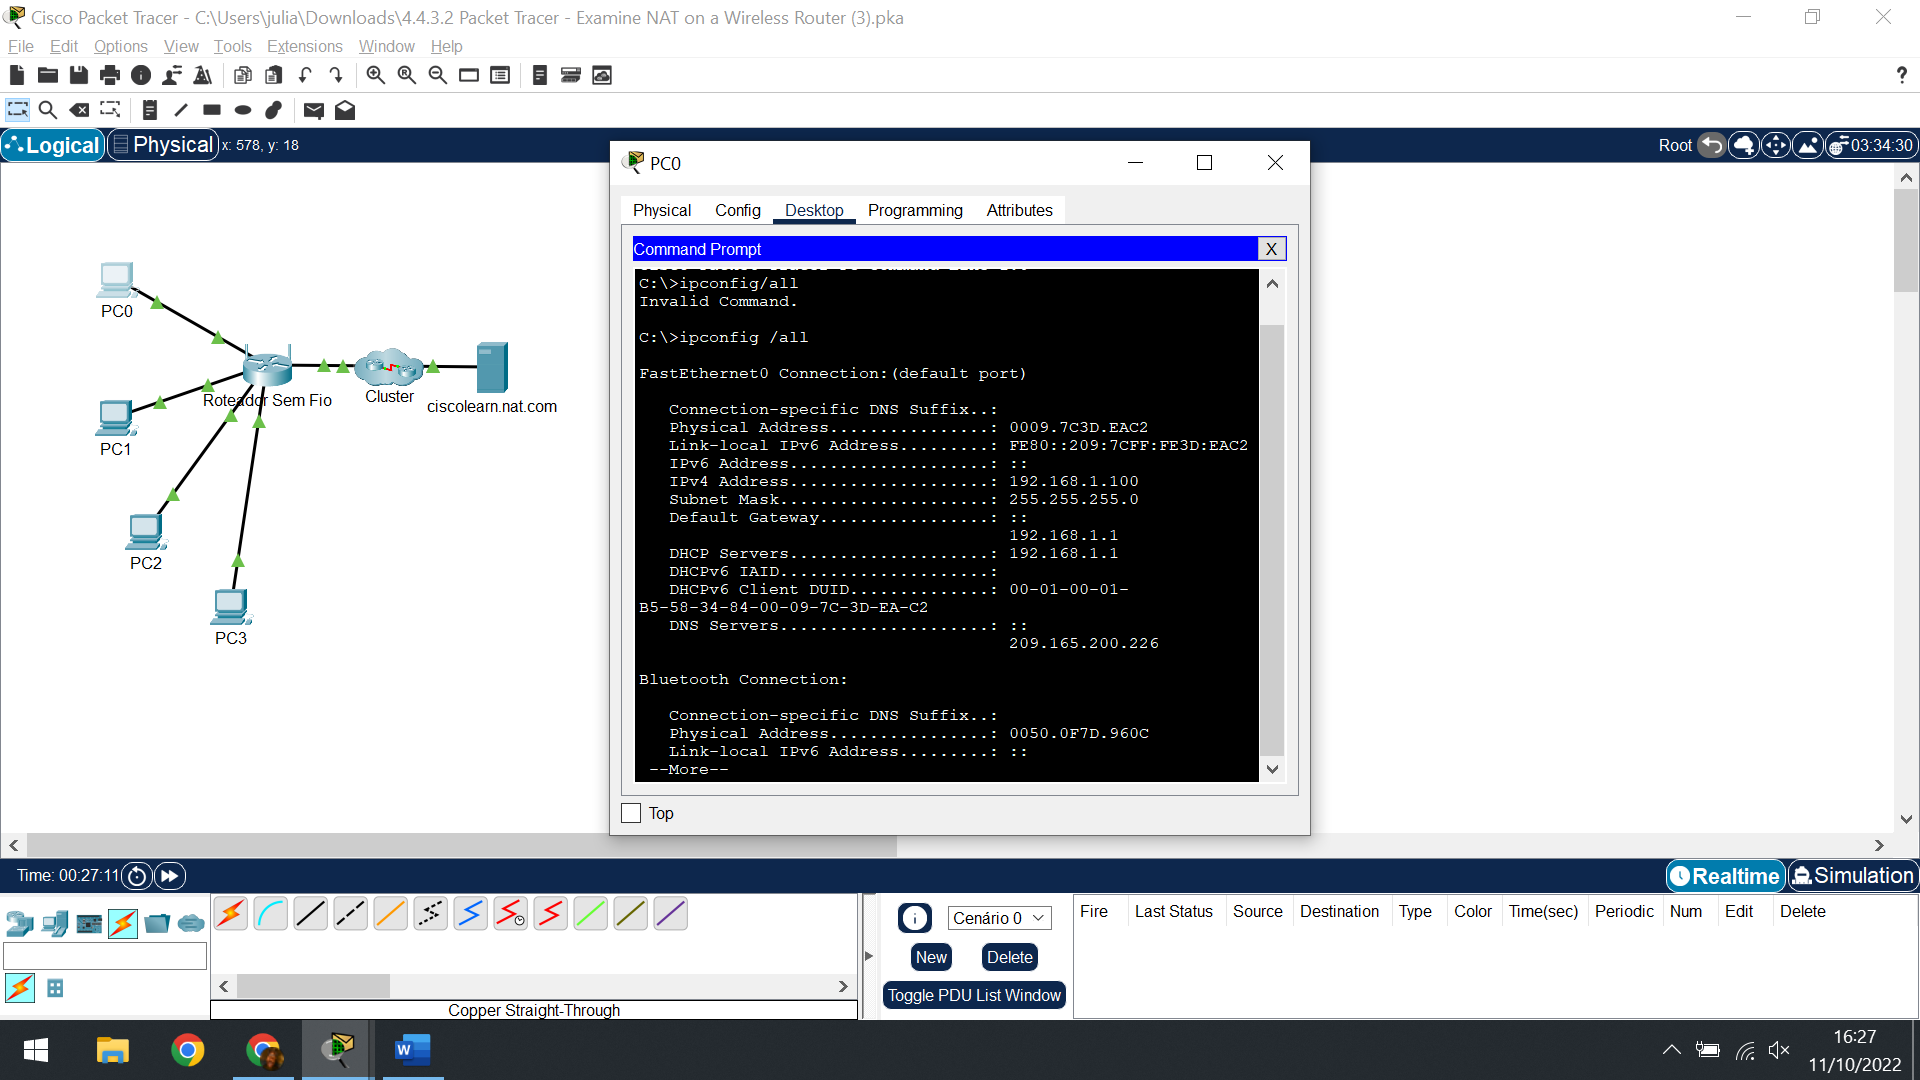 Cisco Packet Tracer - C:\Users\julia\Downloads\4.4.3.2 Packet Tracer - Examine NAT on a Wireless Router (3).pka
File Edit Options View Tools Extensions Window Help
?
Logical Physical x: 578, y: 18
Root 03:34:30
PC0
PC1
PC2
PC3
Roteador Sem Fio
Cluster
ciscolearn.nat.com
PC0
Physical Config Desktop Programming Attributes
Command Prompt X
C:\>ipconfig/all
Invalid Command.
C:\>ipconfig /all
FastEthernet0 Connection:(default port)
Connection-specific DNS Suffix..:
Physical Address................: 0009.7C3D.EAC2
Link-local IPv6 Address.........: FE80::209:7CFF:FE3D:EAC2
IPv6 Address....................: ::
IPv4 Address....................: 192.168.1.100
Subnet Mask.....................: 255.255.255.0
Default Gateway.................: ::
192.168.1.1
DHCP Servers....................: 192.168.1.1
DHCPv6 IAID.....................:
DHCPv6 Client DUID..............: 00-01-00-01-
B5-58-34-84-00-09-7C-3D-EA-C2
DNS Servers.....................: ::
209.165.200.226
Bluetooth Connection:
Connection-specific DNS Suffix..:
Physical Address................: 0050.0F7D.960C
Link-local IPv6 Address.........: ::
--More--
Top
Time: 00:27:11
Realtime Simulation
Copper Straight-Through
Cenário 0
New Delete
Toggle PDU List Window
Fire Last Status Source Destination Type Color Time(sec) Periodic Num Edit Delete
16:27
11/10/2022